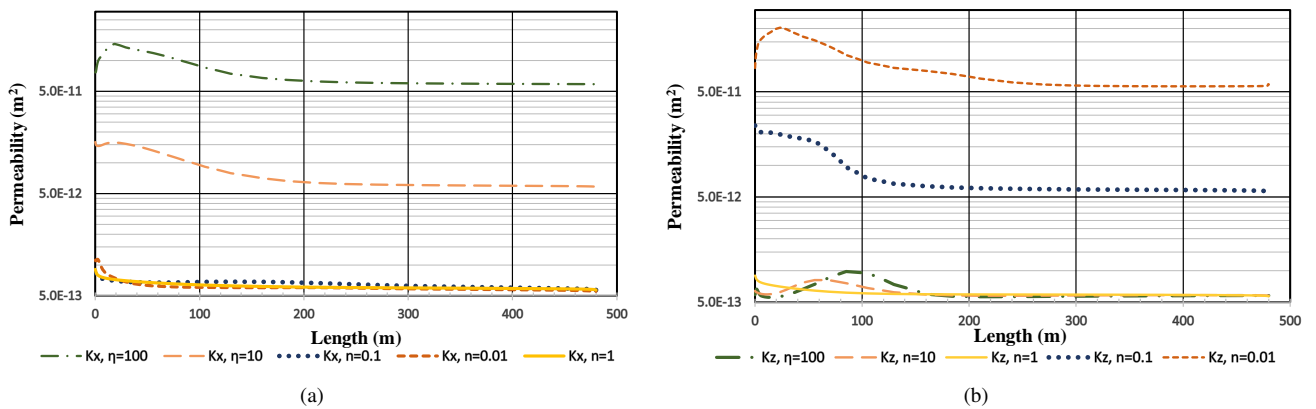 Permeability (m²)
5.0E-11
5.0E-12
5.0E-13
0 100 200 300 400 500
Length (m)
Kx, η=100 Kx, η=10 Kx, n=0.1 Kx, n=0.01 Kx, n=1
(a)
Permeability (m²)
5.0E-11
5.0E-12
5.0E-13
0 100 200 300 400 500
Length (m)
Kz, η=100 Kz, n=10 Kz, n=1 Kz, n=0.1 Kz, n=0.01
(b)